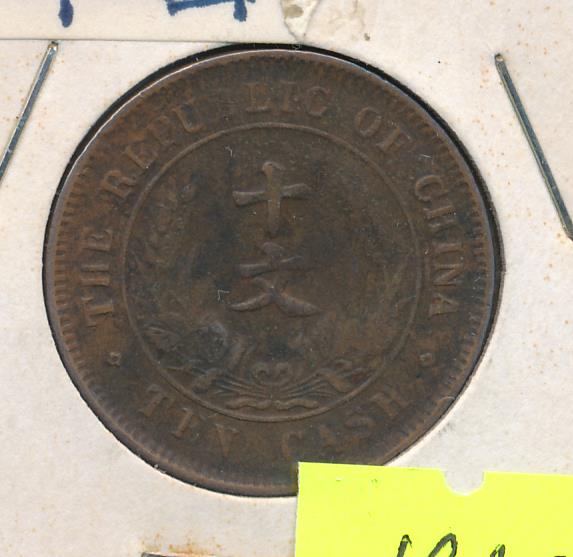 THE REPUBLIC OF CHINA
十
文
TEN CASH